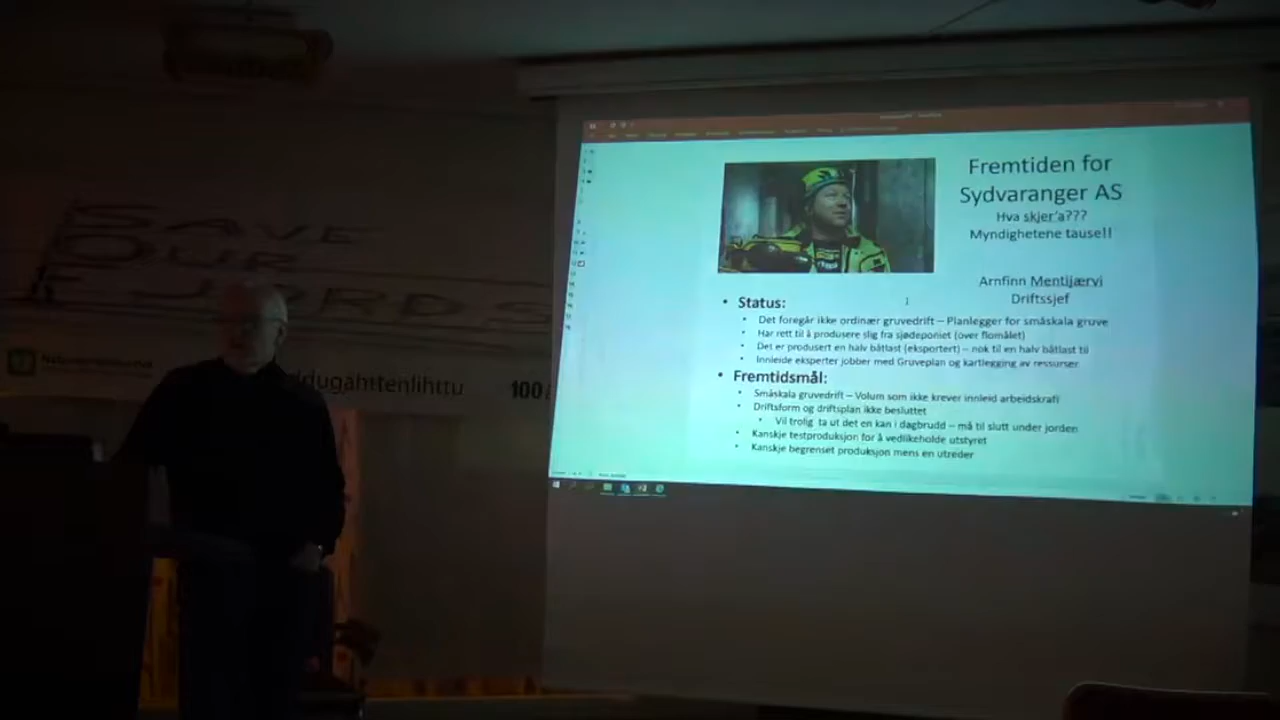 Fremtiden for
Sydvaranger AS
Hva skjer'a???
Myndighetene tause!!
Arnfinn Mentijærvi
Driftssjef
• Status:
• Det foregår ikke ordinær gruvedrift – Planlegger for småskala gruve
• Har rett til å produsere slig fra sjødeponiet (over flomålet)
• Det er produsert en halv båtlast (eksportert) – nok til en halv båtlast til
• Innleide eksperter jobber med Gruveplan og kartlegging av ressurser
• Fremtidsmål:
• Småskala gruvedrift – Volum som ikke krever innleid arbeidskraft
• Driftsform og driftsplan ikke besluttet
• Vil trolig ta ut det en kan i dagbrudd – må til slutt under jorden
• Kanskje testproduksjon for å vedlikeholde utstyret
• Kanskje begrenset produksjon mens en utreder
SAVE
OUR
FJORDS
100